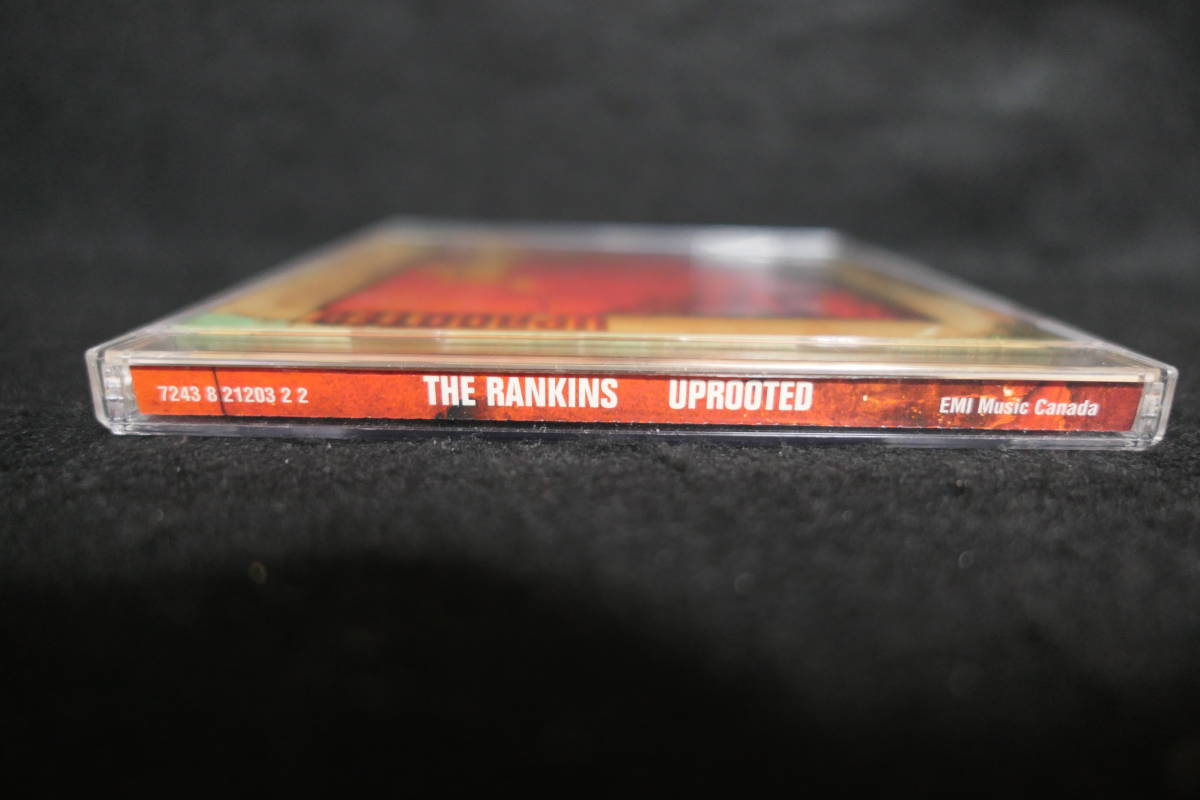 7243 8 21203 2 2 THE RANKINS UPROOTED EMI Music Canada